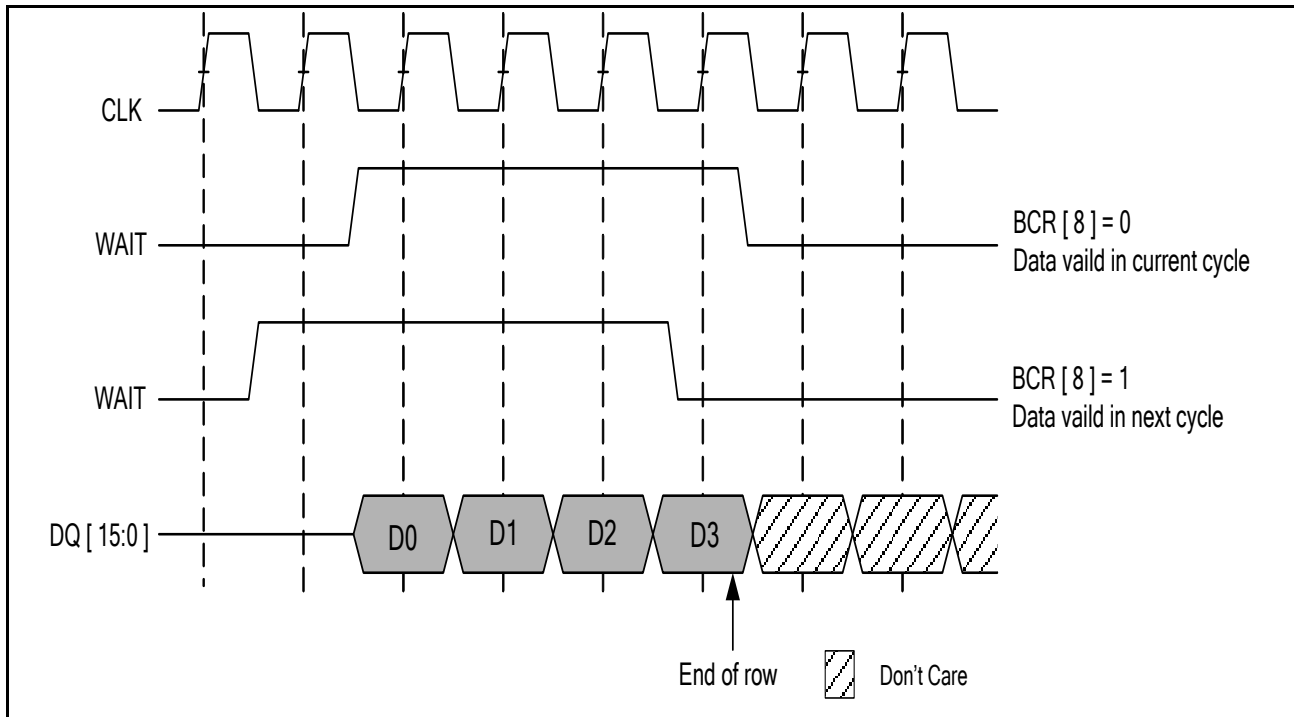 CLK
WAIT
BCR [ 8 ] = 0
Data vaild in current cycle
WAIT
BCR [ 8 ] = 1
Data vaild in next cycle
DQ [ 15:0 ]
D0
D1
D2
D3
End of row
Don't Care